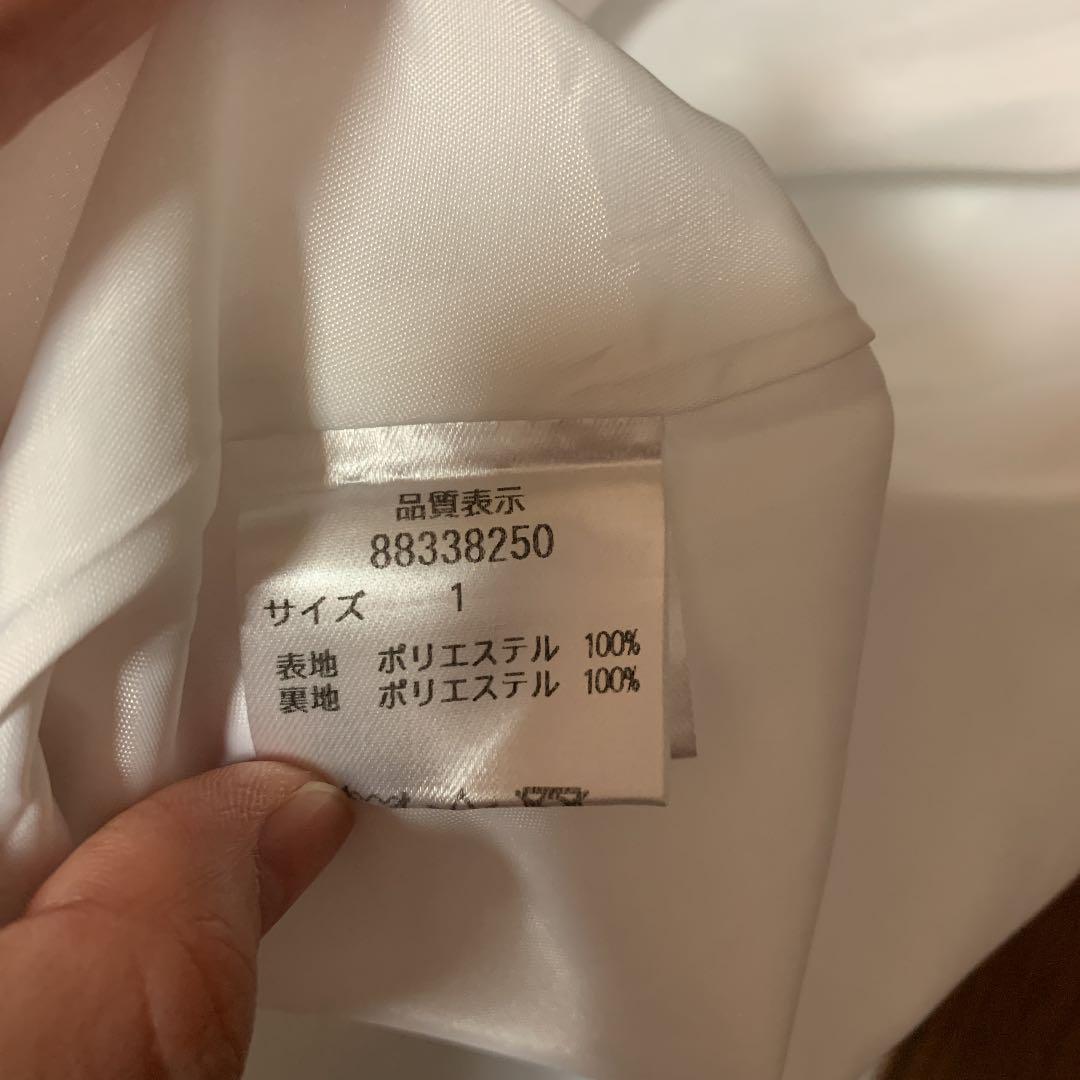 品質表示
88338250
サイズ 1
表地 ポリエステル 100%
裏地 ポリエステル 100%